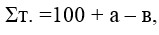 Σт. =100 + а – в,